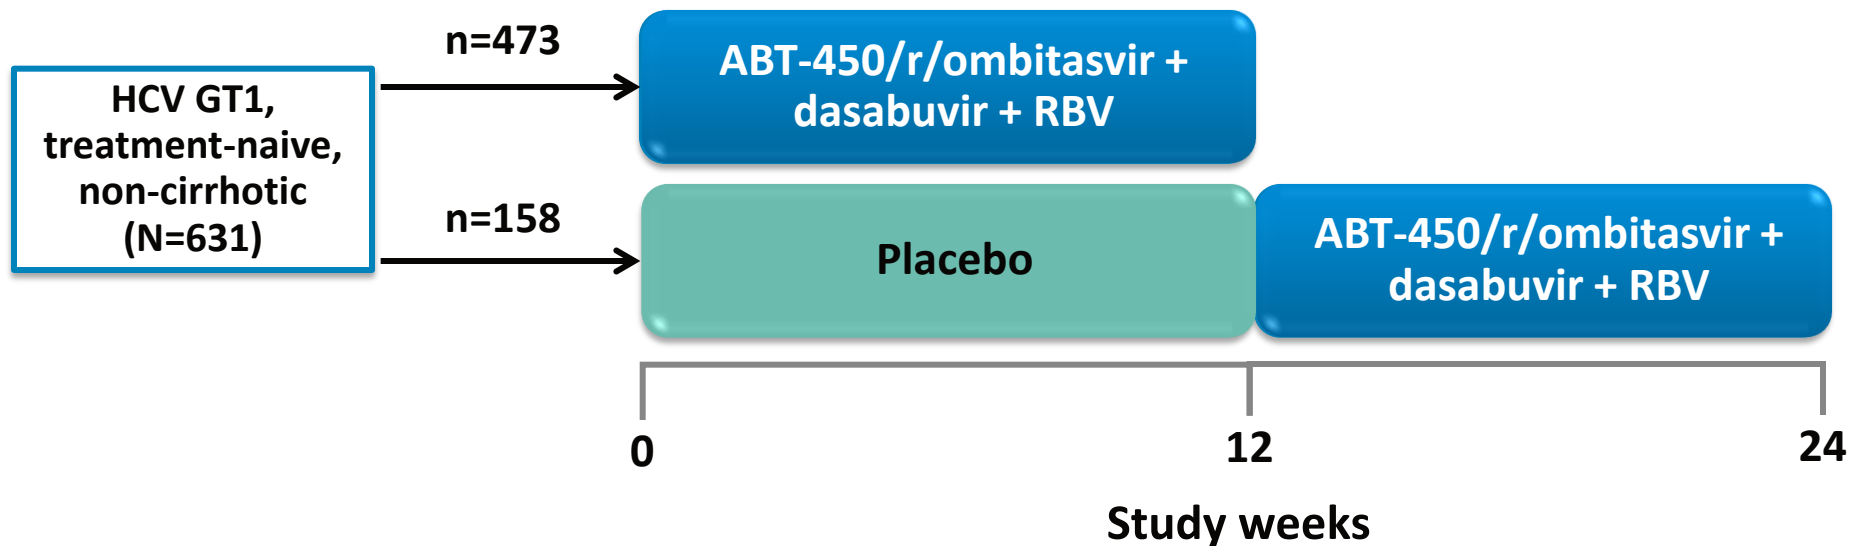 HCV GT1,
treatment-naive,
non-cirrhotic
(N=631)
n=473
ABT-450/r/ombitasvir +
dasabuvir + RBV
n=158
Placebo
ABT-450/r/ombitasvir +
dasabuvir + RBV
0
12
24
Study weeks